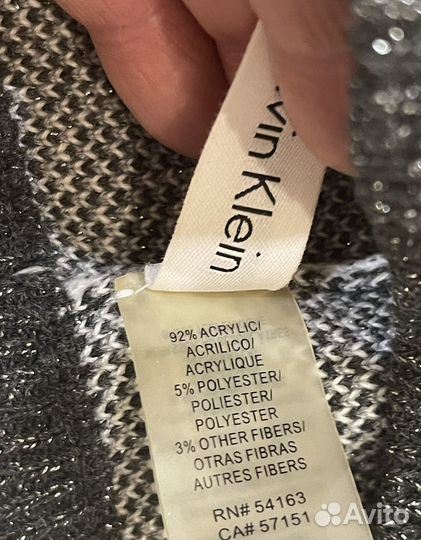 vin Klein
92% ACRYLIC/
ACRILICO/
ACRYLIQUE
5% POLYESTER/
POLIESTER/
POLYESTER
3% OTHER FIBERS/
OTRAS FIBRAS
AUTRES FIBERS
RN# 54163
CA# 57151
Avito